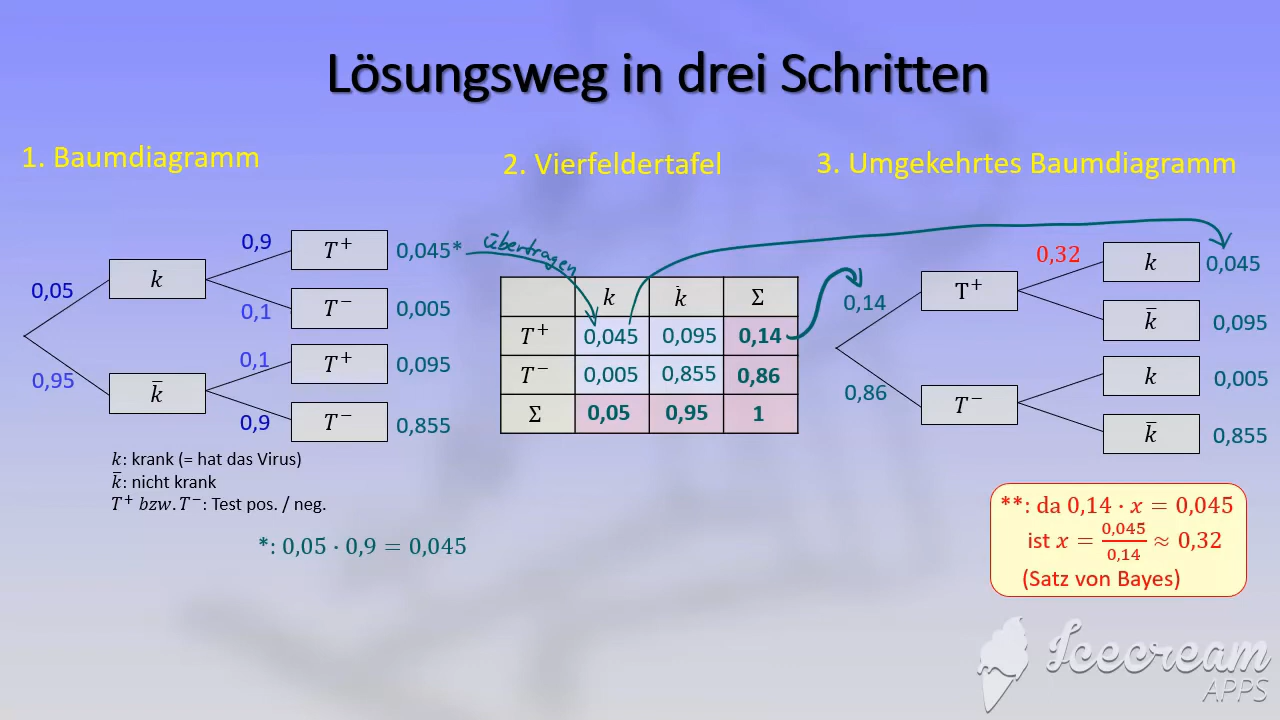 Lösungsweg in drei Schritten
1. Baumdiagramm
0,05
0,95
k
k̄
0,9
0,1
0,1
0,9
T⁺
T⁻
T⁺
T⁻
0,045*
0,005
0,095
0,855
k: krank (= hat das Virus)
k̄: nicht krank
T⁺ bzw. T⁻: Test pos. / neg.
*: 0,05 · 0,9 = 0,045
übertragen
2. Vierfeldertafel
k k̄ Σ
T⁺ 0,045 0,095 0,14
T⁻ 0,005 0,855 0,86
Σ 0,05 0,95 1
3. Umgekehrtes Baumdiagramm
0,14
0,86
T⁺
T⁻
0,32
k
k̄
k
k̄
0,045
0,095
0,005
0,855
**: da 0,14 · x = 0,045
ist x = 0,045/0,14 ≈ 0,32
(Satz von Bayes)
Icecream
APPS